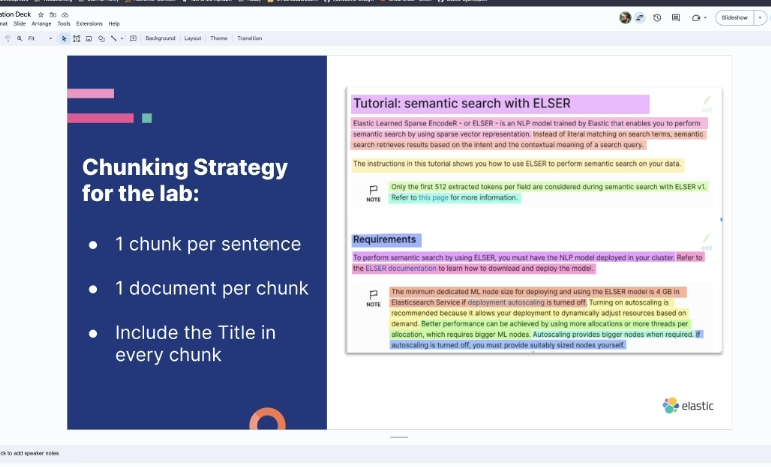 ation Deck
mat Slide Arrange Tools Extensions Help
Slideshow
Fit Background Layout Theme Transition
Chunking Strategy
for the lab:
• 1 chunk per sentence
• 1 document per chunk
• Include the Title in
every chunk
Tutorial: semantic search with ELSER
edit
Elastic Learned Sparse EncodeR - or ELSER - is an NLP model trained by Elastic that enables you to perform
semantic search by using sparse vector representation. Instead of literal matching on search terms, semantic
search retrieves results based on the intent and the contextual meaning of a search query.
The instructions in this tutorial shows you how to use ELSER to perform semantic search on your data.
Only the first 512 extracted tokens per field are considered during semantic search with ELSER v1.
Refer to this page for more information.
NOTE
Requirements
edit
To perform semantic search by using ELSER, you must have the NLP model deployed in your cluster. Refer to
the ELSER documentation to learn how to download and deploy the model.
The minimum dedicated ML node size for deploying and using the ELSER model is 4 GB in
Elasticsearch Service if deployment autoscaling is turned off. Turning on autoscaling is
recommended because it allows your deployment to dynamically adjust resources based on
demand. Better performance can be achieved by using more allocations or more threads per
allocation, which requires bigger ML nodes. Autoscaling provides bigger nodes when required. If
autoscaling is turned off, you must provide suitably sized nodes yourself.
NOTE
elastic
ck to add speaker notes